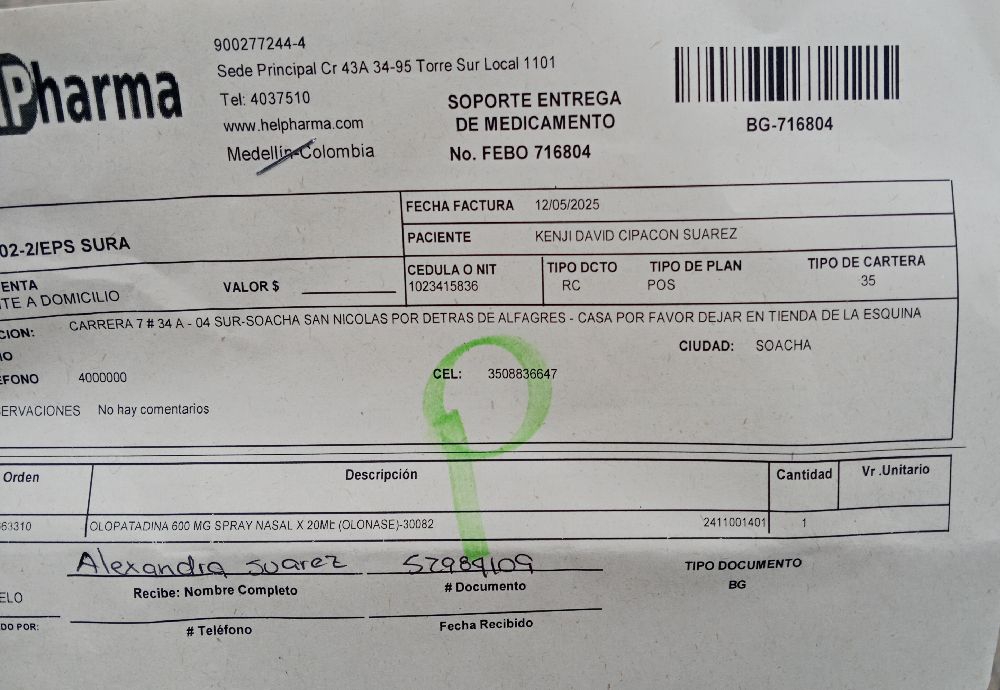 Pharma
900277244-4
Sede Principal Cr 43A 34-95 Torre Sur Local 1101
Tel: 4037510
www.helpharma.com
Medellín-Colombia
SOPORTE ENTREGA
DE MEDICAMENTO
No. FEBO 716804
BG-716804
02-2/EPS SURA
FECHA FACTURA 12/05/2025
PACIENTE KENJI DAVID CIPACON SUAREZ
ENTA
TE A DOMICILIO VALOR $
CEDULA O NIT TIPO DCTO TIPO DE PLAN TIPO DE CARTERA
1023415836 RC POS 35
CION: CARRERA 7 # 34 A - 04 SUR-SOACHA SAN NICOLAS POR DETRAS DE ALFAGRES - CASA POR FAVOR DEJAR EN TIENDA DE LA ESQUINA
IO CIUDAD: SOACHA
EFONO 4000000 CEL: 3508836647
ERVACIONES No hay comentarios
P
Orden Descripción Cantidad Vr .Unitario
63310 OLOPATADINA 600 MG SPRAY NASAL X 20ML (OLONASE)-30082 2411001401 1
Alexandra Suarez 52989109
ELO Recibe: Nombre Completo # Documento
TIPO DOCUMENTO
BG
DO POR: # Teléfono Fecha Recibido